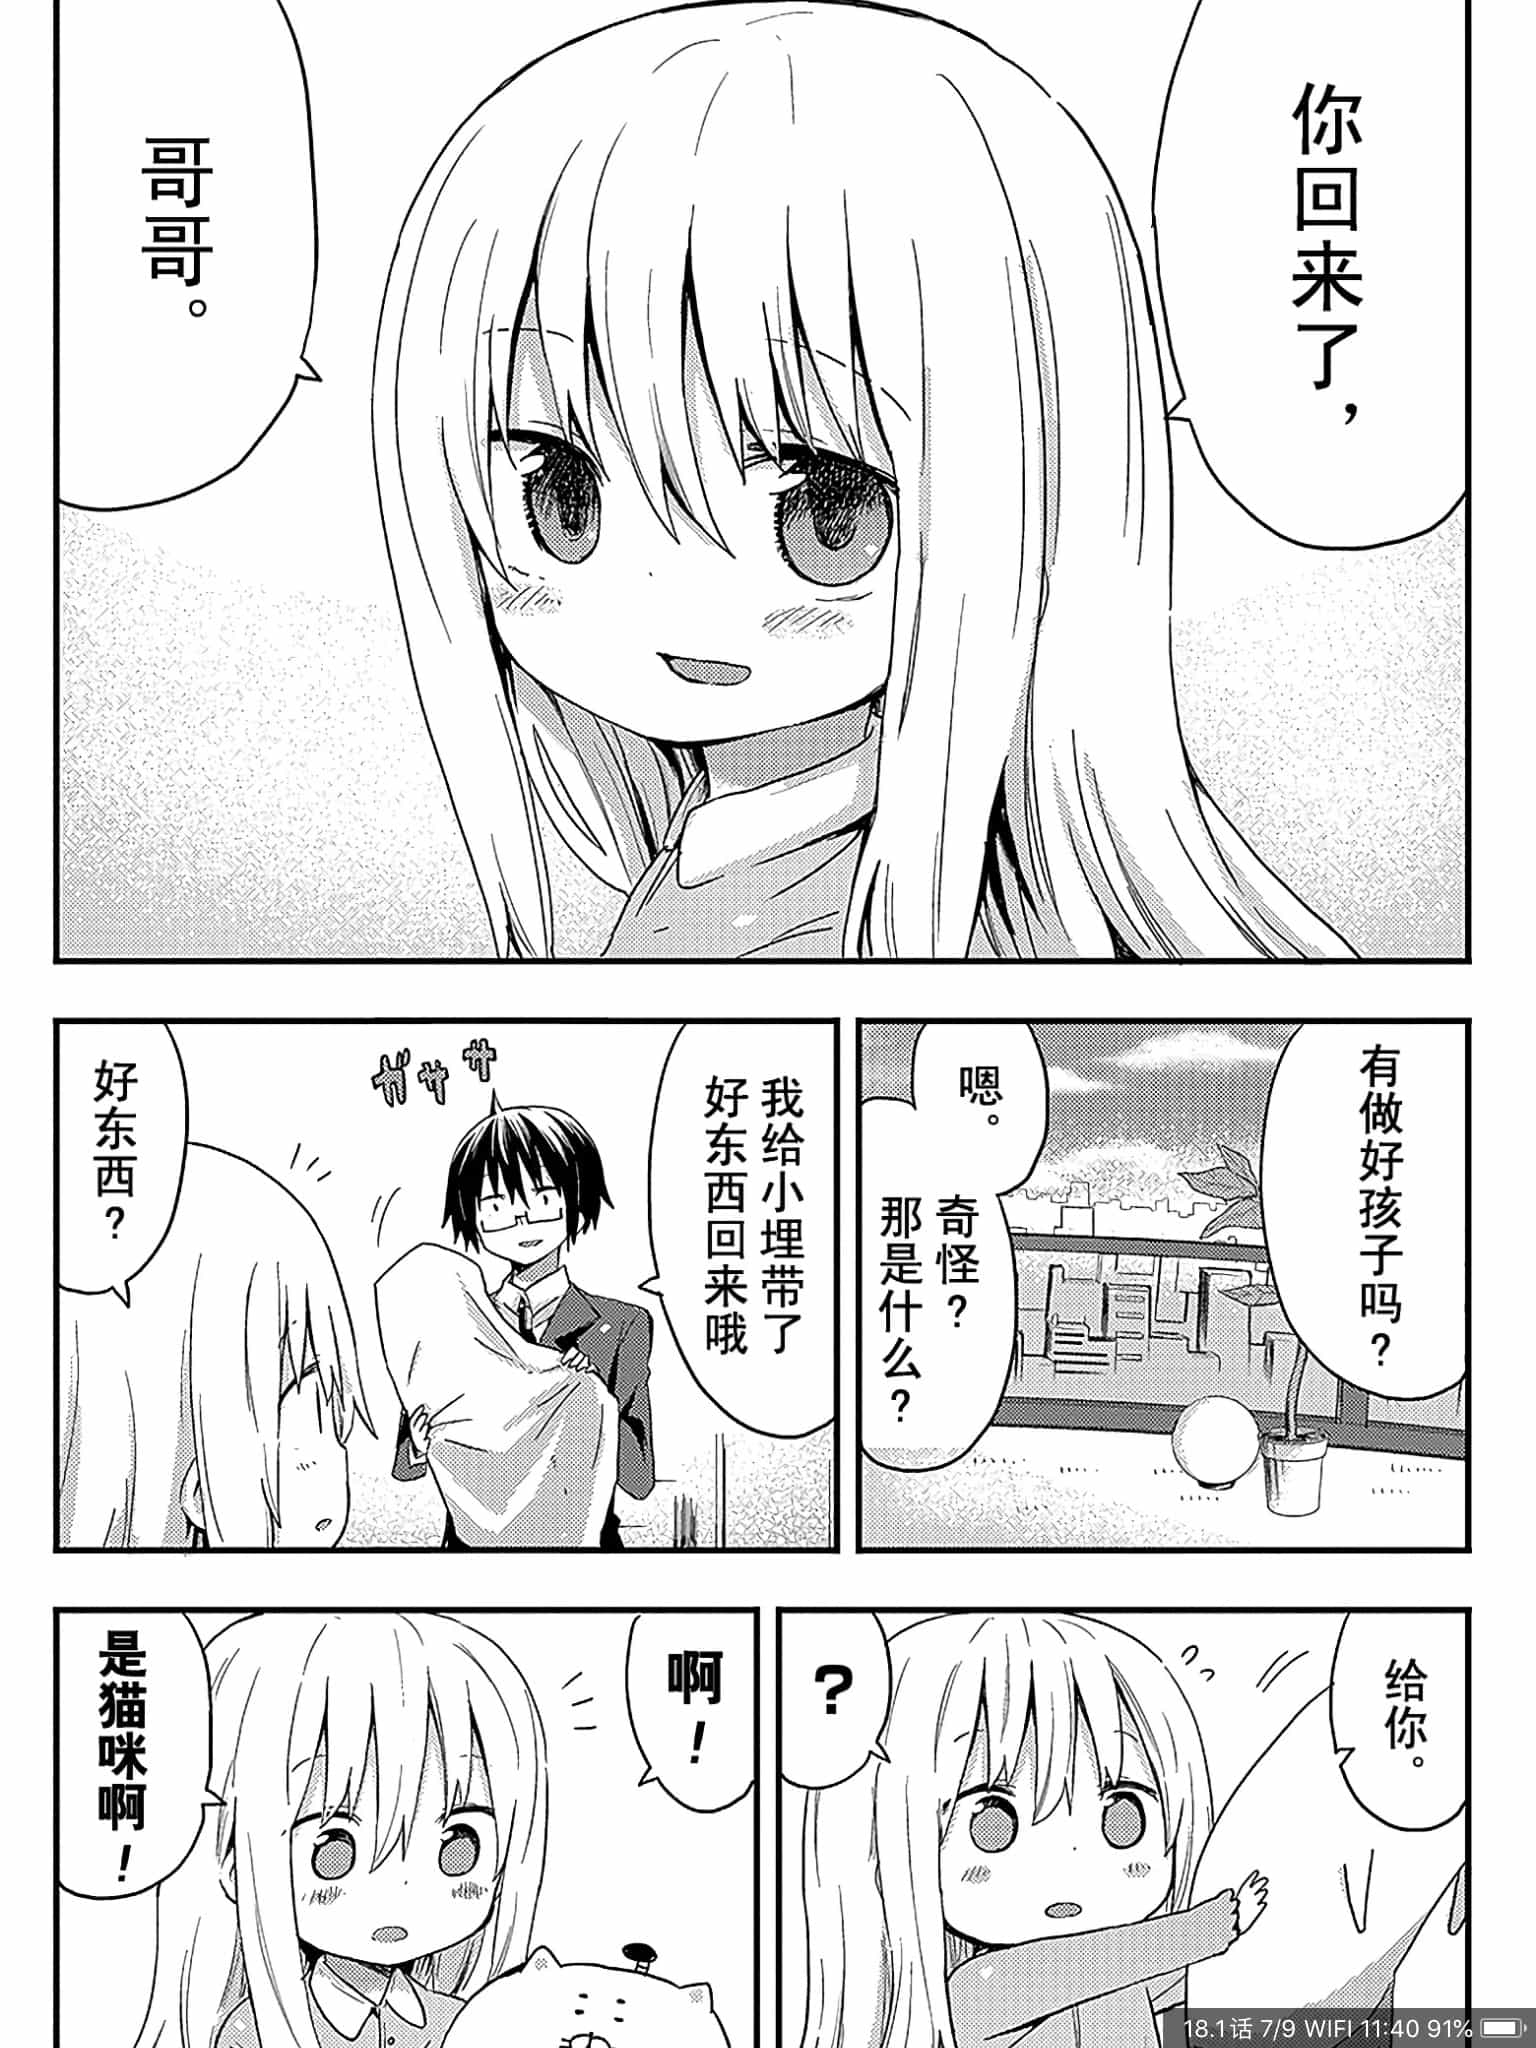 你回来了，
哥哥。
有做好孩子吗？
嗯。
奇怪？
那是什么？
我给小埋带了
好东西回来哦
ガサササ
好东西？
给你。
？
啊！
是猫咪啊！
18.1话 7/9 WIFI 11:40 91%